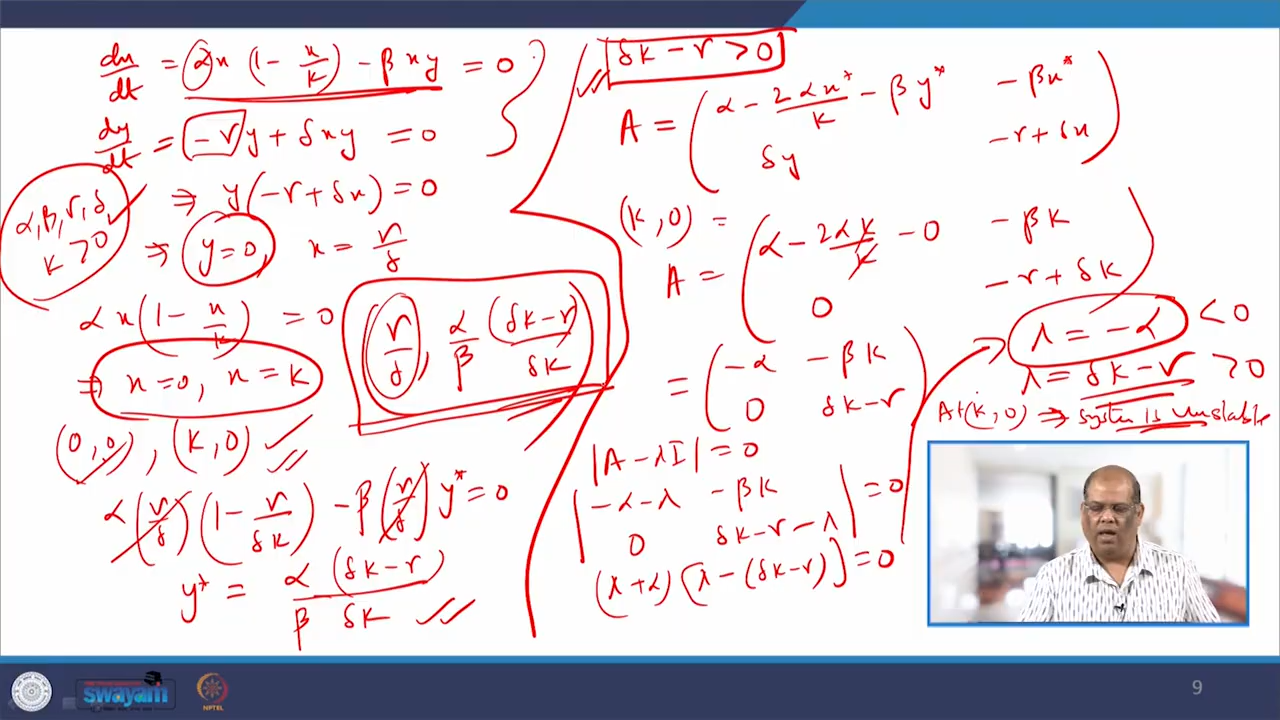 dx/dt = αx (1 - x/k) - βxy = 0
dy/dt = -ry + δxy = 0
α, β, r, δ, k > 0
⇒ y(-r + δx) = 0
⇒ y = 0, x = r/δ
αx(1 - x/k) = 0
⇒ x = 0, x = k
(r/δ, α/β (δk-r)/δk)
(0, 0), (k, 0)
α(r/δ)(1 - r/δk) - β(r/δ) y* = 0
y* = α (δk-r) / β δk
δk - r > 0
A = (α - 2αx*/k - βy* -βx*
δy -r + δx)
(k, 0) =
A = (α - 2αk/k - 0 -βk
0 -r + δk)
= (-α -βk
0 δk-r)
|A - λI| = 0
|-α-λ -βk
0 δk-r-λ| = 0
(λ+α)[λ - (δk-r)] = 0
λ = -α < 0
λ = δk - r > 0
At (k, 0) ⇒ system is unstable
swayam
NPTEL
9